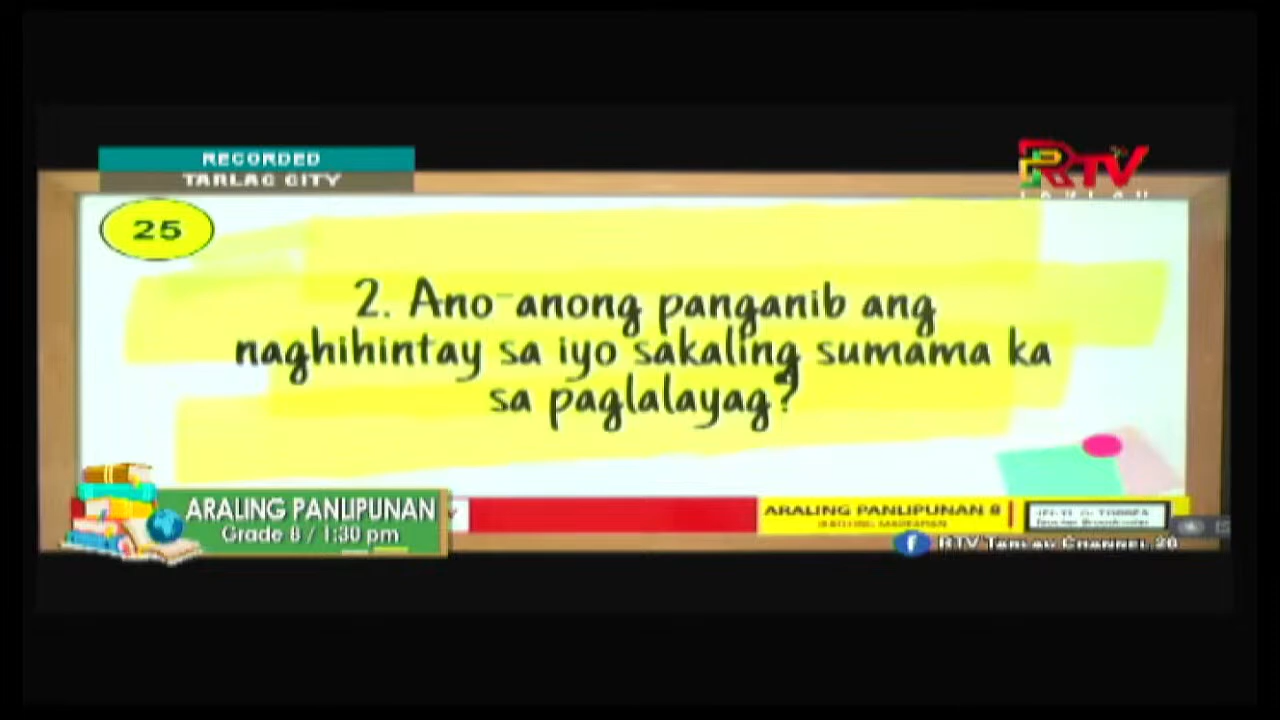 RECORDED
TARLAC CITY
RTV
25
2. Ano-anong panganib ang
naghihintay sa iyo sakaling sumama ka
sa paglalayag?
ARALING PANLIPUNAN
Grade 8 / 1:30 pm
ARALING PANLIPUNAN 8
RTV Tarlac Channel 26